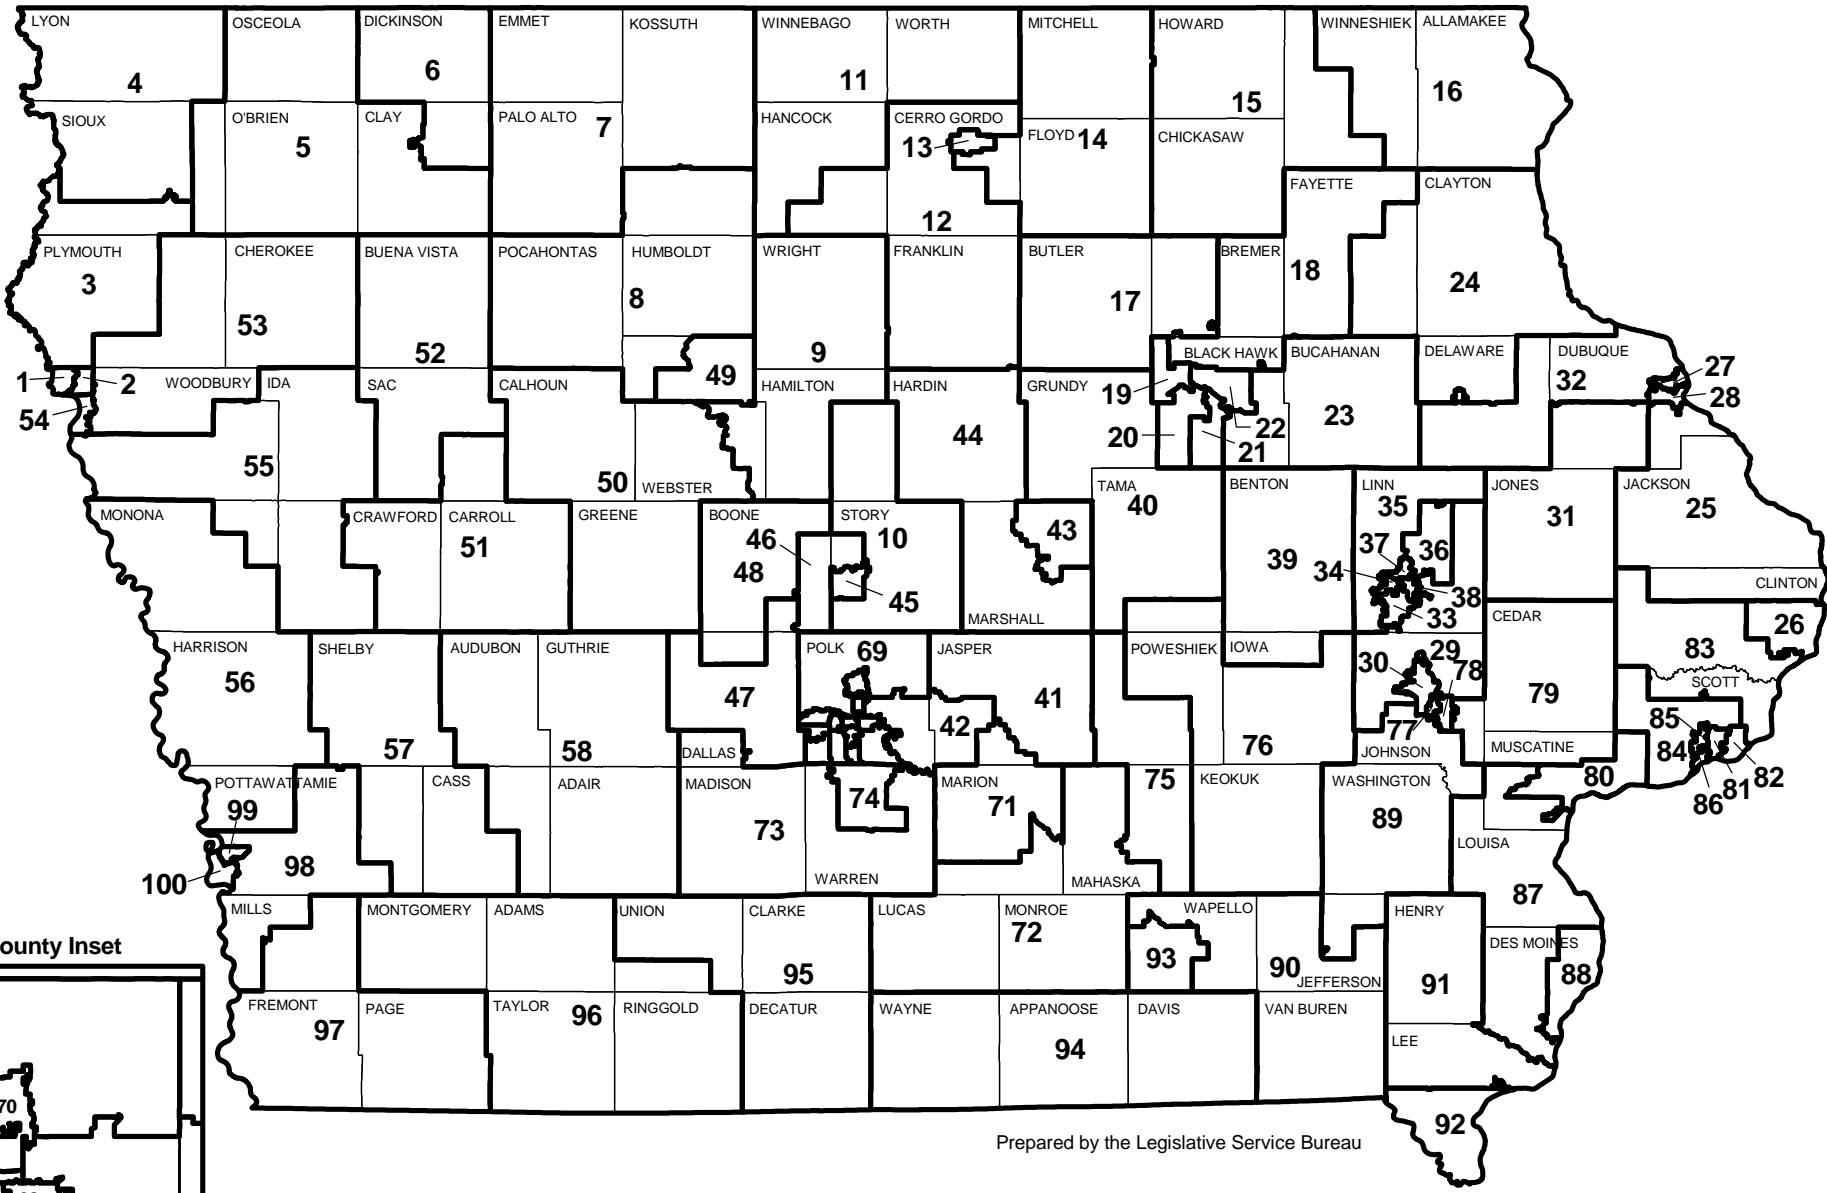 LYON OSCEOLA DICKINSON EMMET KOSSUTH WINNEBAGO WORTH MITCHELL HOWARD WINNESHIEK ALLAMAKEE
4 6 11 15 16
SIOUX O'BRIEN CLAY PALO ALTO 7 HANCOCK CERRO GORDO FLOYD 14 CHICKASAW
5 13
FAYETTE CLAYTON
12
PLYMOUTH CHEROKEE BUENA VISTA POCAHONTAS HUMBOLDT WRIGHT FRANKLIN BUTLER BREMER
3 8 17 18 24
53 52 9
BLACK HAWK BUCAHANAN DELAWARE DUBUQUE
1 2 WOODBURY IDA SAC CALHOUN 49 HAMILTON HARDIN GRUNDY 19 32 27
54 28
44 20 21 22 23
55 50 WEBSTER TAMA 40 BENTON LINN JONES JACKSON
35 25
MONONA CRAWFORD CARROLL GREENE BOONE STORY
51 46 10 43 37 36 31
48 39 34
45 38 CLINTON
MARSHALL 33 CEDAR 26
HARRISON SHELBY AUDUBON GUTHRIE POLK 69 JASPER POWESHIEK IOWA 29 83
56 30 78 SCOTT
47 41 79
42 77 85
57 58 DALLAS 76 JOHNSON MUSCATINE 84
POTTAWATTAMIE CASS ADAIR MADISON MARION 75 KEOKUK WASHINGTON 80 82
99 74 71 86 81
73 89
98 LOUISA
100 WARREN MAHASKA
MILLS MONTGOMERY ADAMS UNION CLARKE LUCAS MONROE WAPELLO HENRY 87
72
ounty Inset DES MOINES
93 90 88
95 JEFFERSON 91
FREMONT PAGE TAYLOR 96 RINGGOLD DECATUR WAYNE APPANOOSE DAVIS VAN BUREN
97
94 LEE
70
92
Prepared by the Legislative Service Bureau